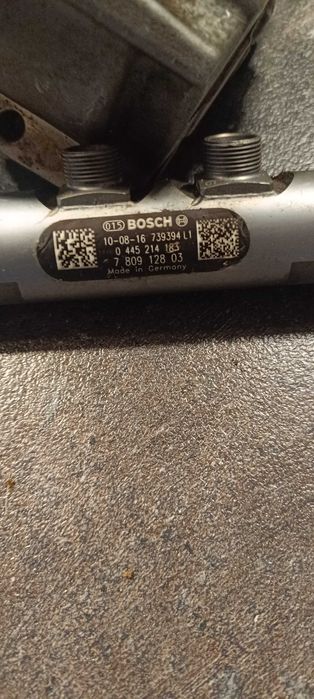 015 BOSCH
10-08-16 739394 L1
0 445 214 183
7 809 128 03
Made in Germany